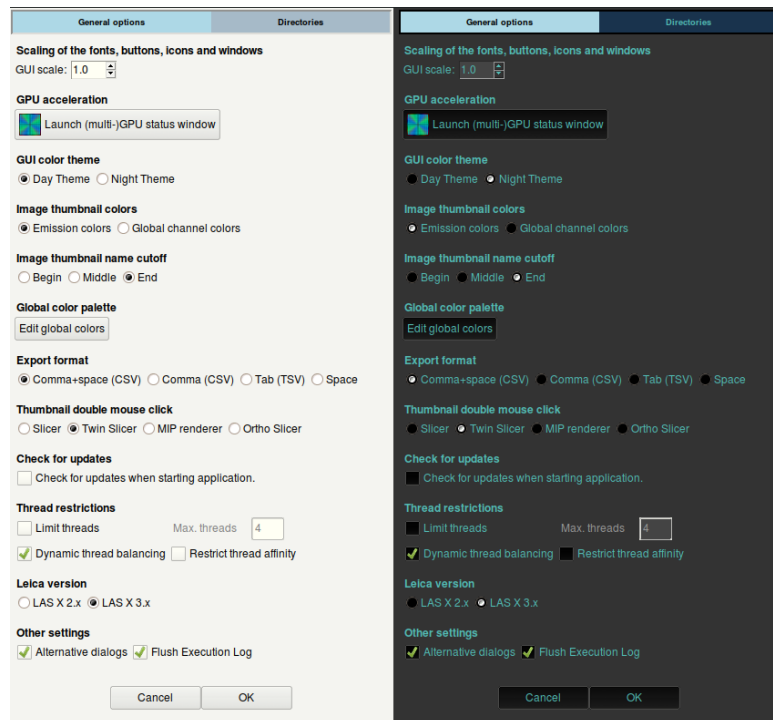 General options Directories
Scaling of the fonts, buttons, icons and windows
GUI scale: 1.0
GPU acceleration
Launch (multi-)GPU status window
GUI color theme
Day Theme Night Theme
Image thumbnail colors
Emission colors Global channel colors
Image thumbnail name cutoff
Begin Middle End
Global color palette
Edit global colors
Export format
Comma+space (CSV) Comma (CSV) Tab (TSV) Space
Thumbnail double mouse click
Slicer Twin Slicer MIP renderer Ortho Slicer
Check for updates
Check for updates when starting application.
Thread restrictions
Limit threads Max. threads 4
Dynamic thread balancing Restrict thread affinity
Leica version
LAS X 2.x LAS X 3.x
Other settings
Alternative dialogs Flush Execution Log
Cancel OK
General options Directories
Scaling of the fonts, buttons, icons and windows
GUI scale: 1.0
GPU acceleration
Launch (multi-)GPU status window
GUI color theme
Day Theme Night Theme
Image thumbnail colors
Emission colors Global channel colors
Image thumbnail name cutoff
Begin Middle End
Global color palette
Edit global colors
Export format
Comma+space (CSV) Comma (CSV) Tab (TSV) Space
Thumbnail double mouse click
Slicer Twin Slicer MIP renderer Ortho Slicer
Check for updates
Check for updates when starting application.
Thread restrictions
Limit threads Max. threads 4
Dynamic thread balancing Restrict thread affinity
Leica version
LAS X 2.x LAS X 3.x
Other settings
Alternative dialogs Flush Execution Log
Cancel OK